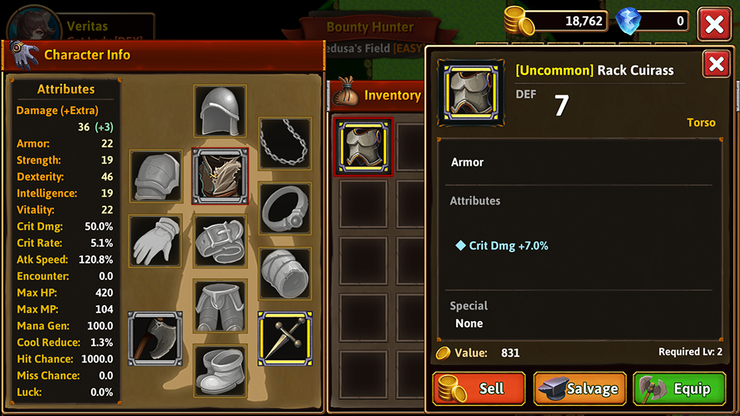 Veritas
Bounty Hunter
Medusa's Field [EASY
18,762
0
Character Info
Attributes
Damage (+Extra)
36 (+3)
Armor: 22
Strength: 19
Dexterity: 46
Intelligence: 19
Vitality: 22
Crit Dmg: 50.0%
Crit Rate: 5.1%
Atk Speed: 120.8%
Encounter: 0.0
Max HP: 420
Max MP: 104
Mana Gen: 100.0
Cool Reduce: 1.3%
Hit Chance: 1000.0
Miss Chance: 0.0
Luck: 0.0%
Inventory
[Uncommon] Rack Cuirass
DEF 7
Torso
Armor
Attributes
Crit Dmg +7.0%
Special
None
Value: 831
Required Lv: 2
Sell
Salvage
Equip